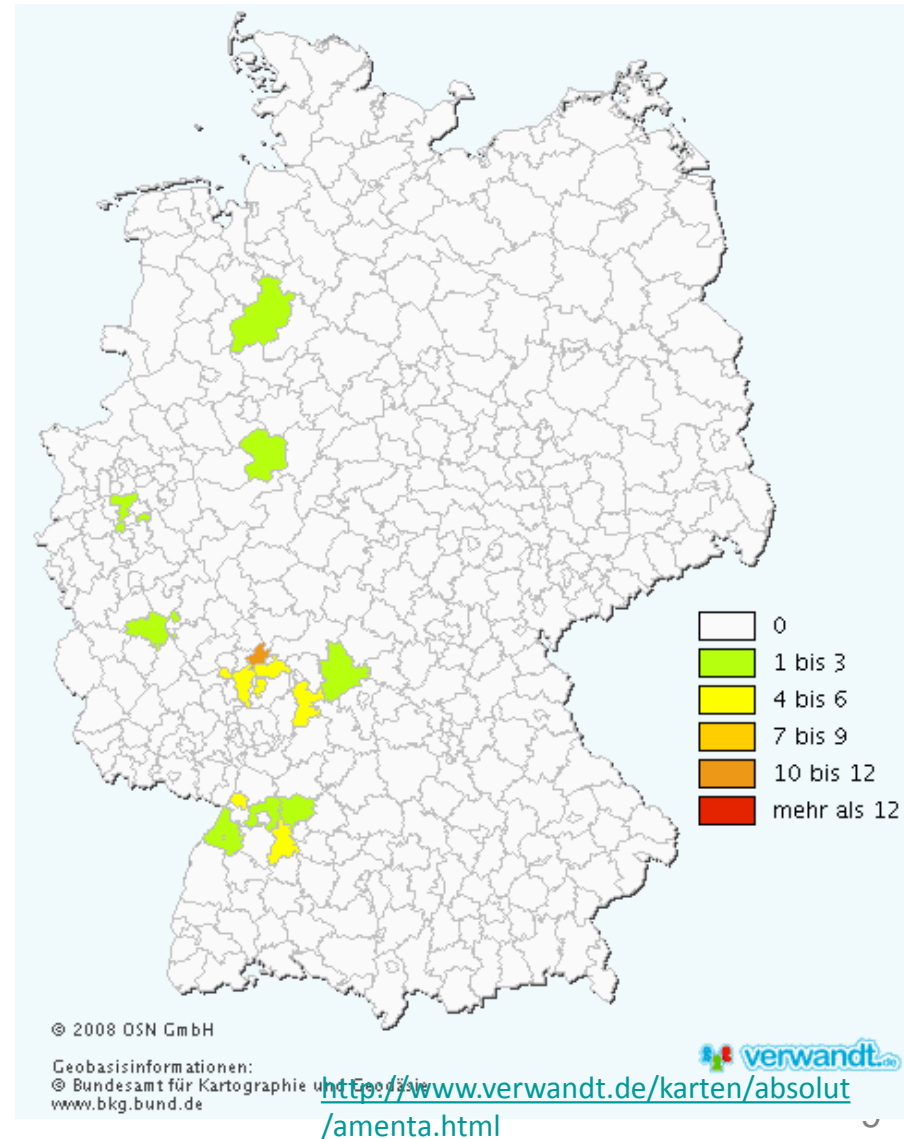 0
1 bis 3
4 bis 6
7 bis 9
10 bis 12
mehr als 12
© 2008 OSN GmbH
verwandt.de
Geobasisinformationen:
© Bundesamt für Kartographie und Geodäsie
www.bkg.bund.de
http://www.verwandt.de/karten/absolut
/amenta.html